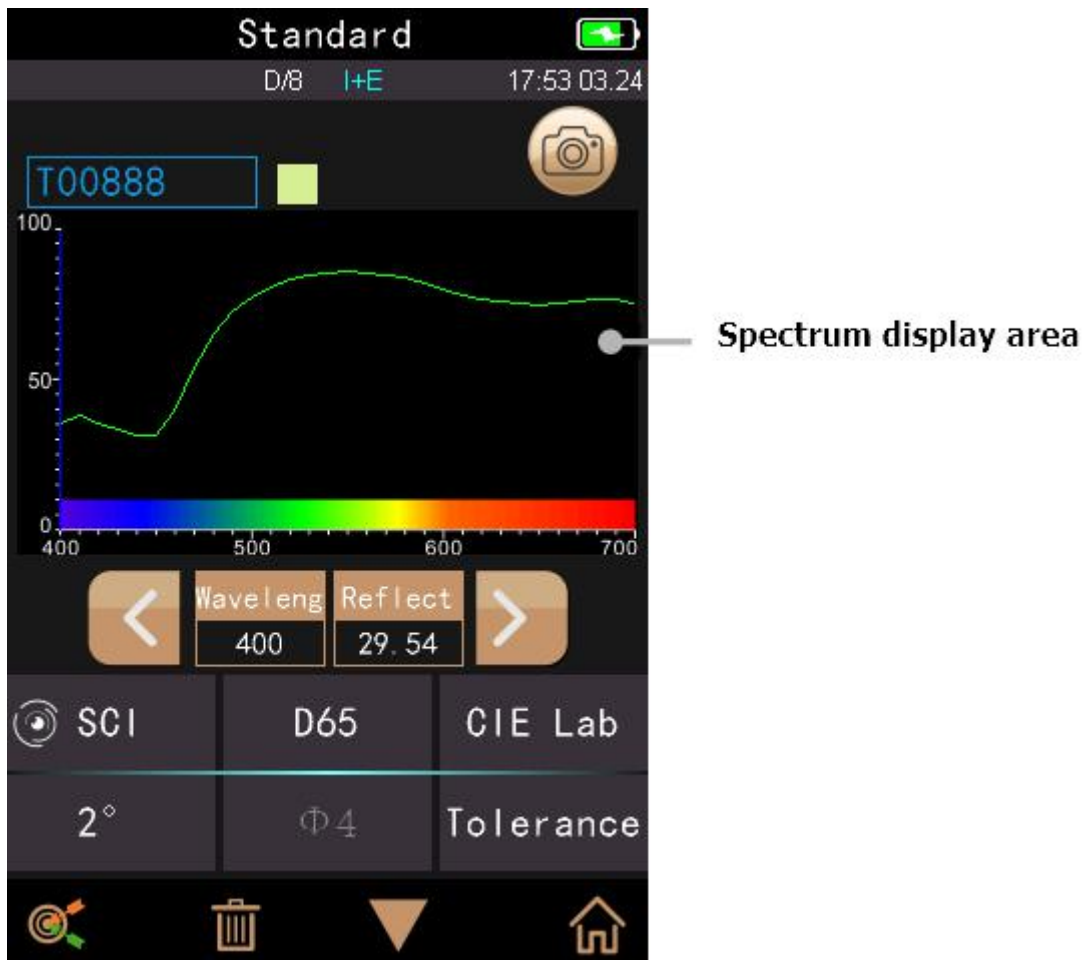 Standard
D/8 I+E 17:53 03.24
T00888
100
50
0
400 500 600 700
Spectrum display area
Waveleng Reflect
400 29.54
SCI D65 CIE Lab
2° Φ4 Tolerance